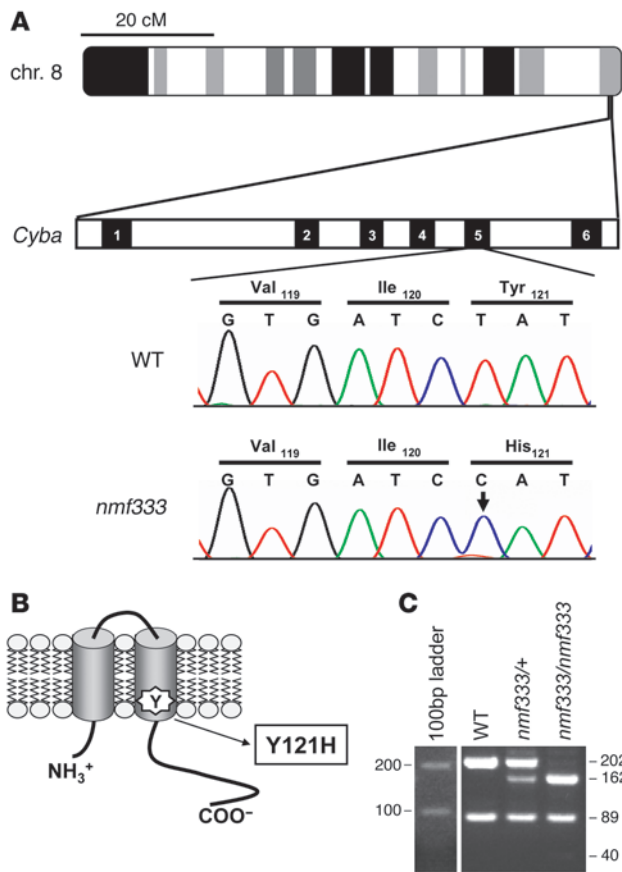 A
20 cM
chr. 8
Cyba
1 2 3 4 5 6
Val 119 Ile 120 Tyr 121
G T G A T C T A T
WT
Val 119 Ile 120 His 121
G T G A T C C A T
nmf333
B
Y
Y121H
NH₃⁺
COO⁻
C
100bp ladder
WT
nmf333/+
nmf333/nmf333
200 –
100 –
– 202
– 162
– 89
– 40